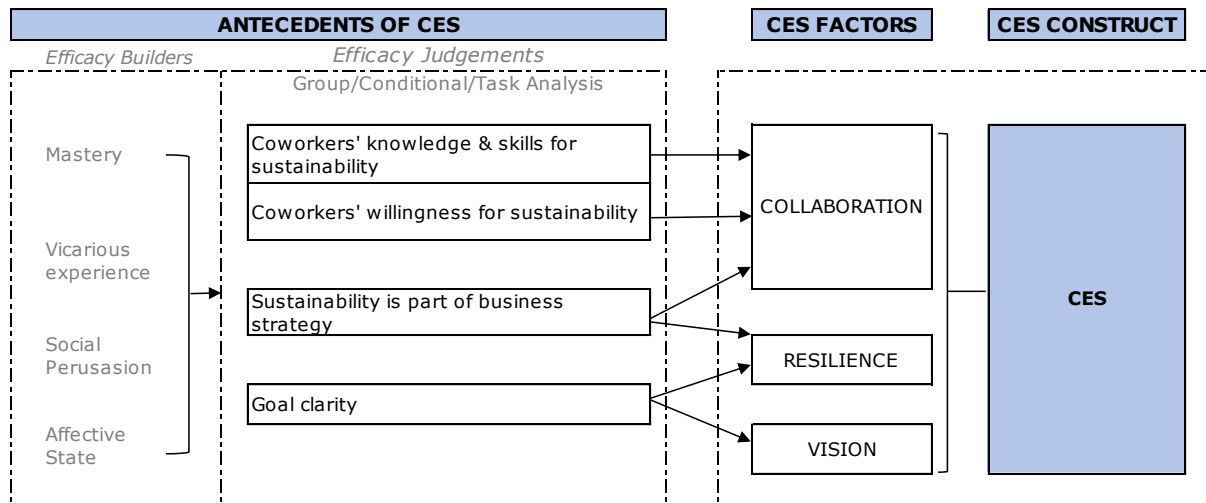 ANTECEDENTS OF CES
CES FACTORS
CES CONSTRUCT
Efficacy Builders
Efficacy Judgements
Group/Conditional/Task Analysis
Mastery
Vicarious
experience
Social
Perusasion
Affective
State
Coworkers' knowledge & skills for
sustainability
Coworkers' willingness for sustainability
Sustainability is part of business
strategy
Goal clarity
COLLABORATION
RESILIENCE
VISION
CES